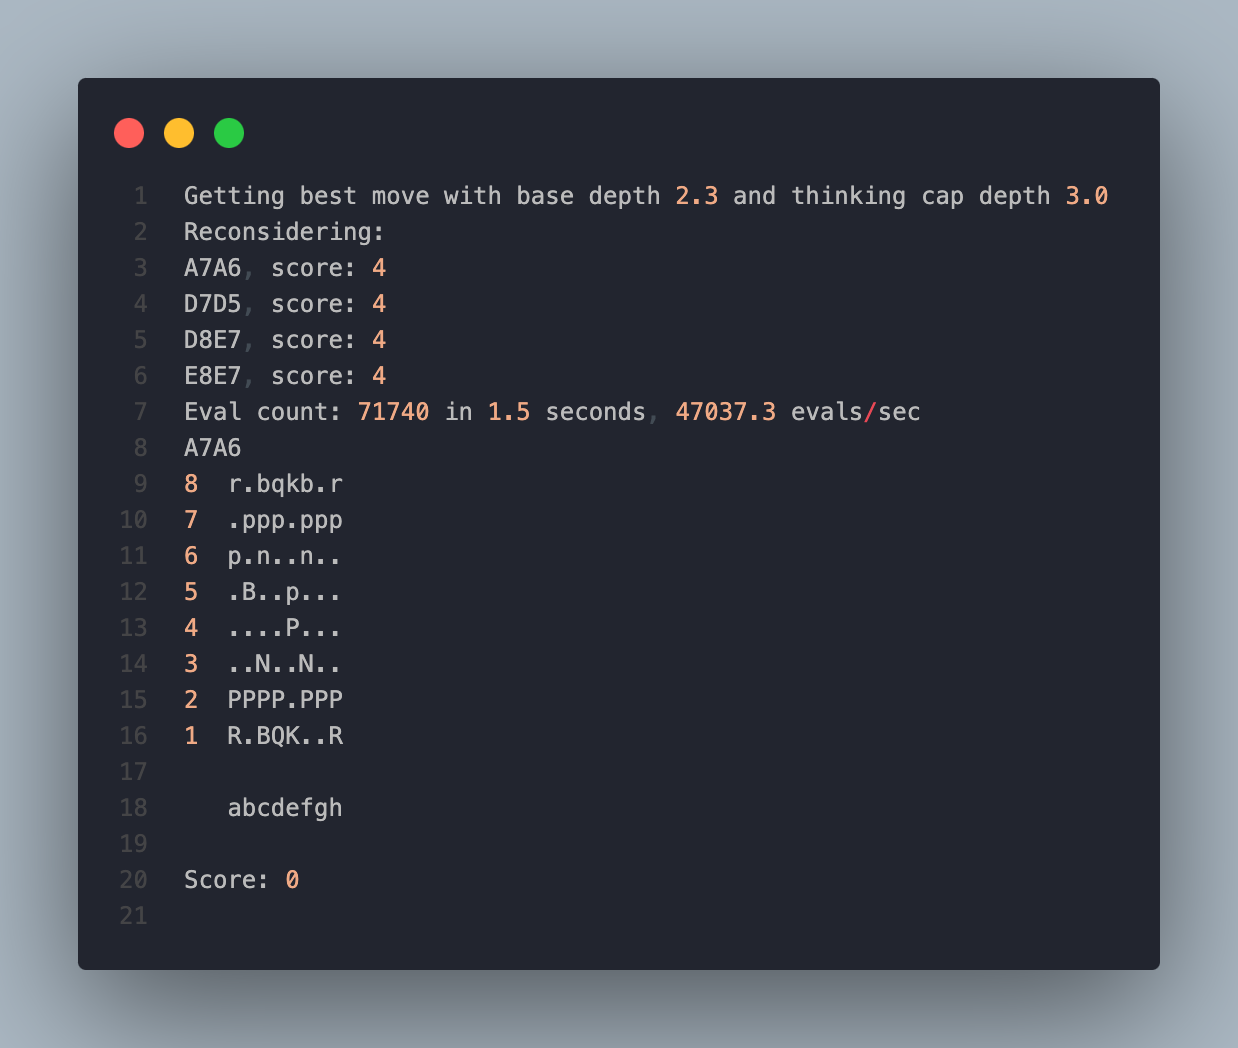 1 Getting best move with base depth 2.3 and thinking cap depth 3.0
2 Reconsidering:
3 A7A6, score: 4
4 D7D5, score: 4
5 D8E7, score: 4
6 E8E7, score: 4
7 Eval count: 71740 in 1.5 seconds, 47037.3 evals/sec
8 A7A6
9 8  r.bqkb.r
10 7  .ppp.ppp
11 6  p.n..n..
12 5  .B..p...
13 4  ....P...
14 3  ..N..N..
15 2  PPPP.PPP
16 1  R.BQK..R
17
18    abcdefgh
19
20 Score: 0
21